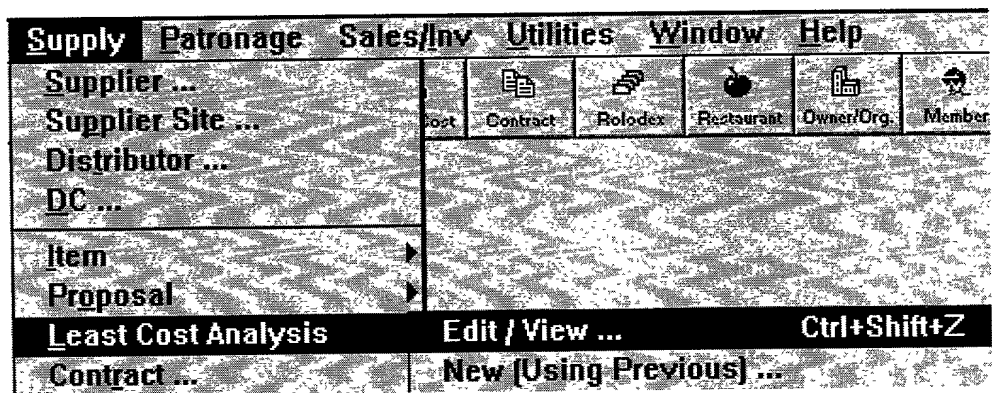 Supply Patronage Sales/Inv Utilities Window Help
Supplier ...
Supplier Site ...
Distributor ...
DC ...
Cost Contract Rolodex Restaurant Owner/Org. Member
Item
Proposal
Least Cost Analysis Edit / View ... Ctrl+Shift+Z
Contract ... New (Using Previous) ...